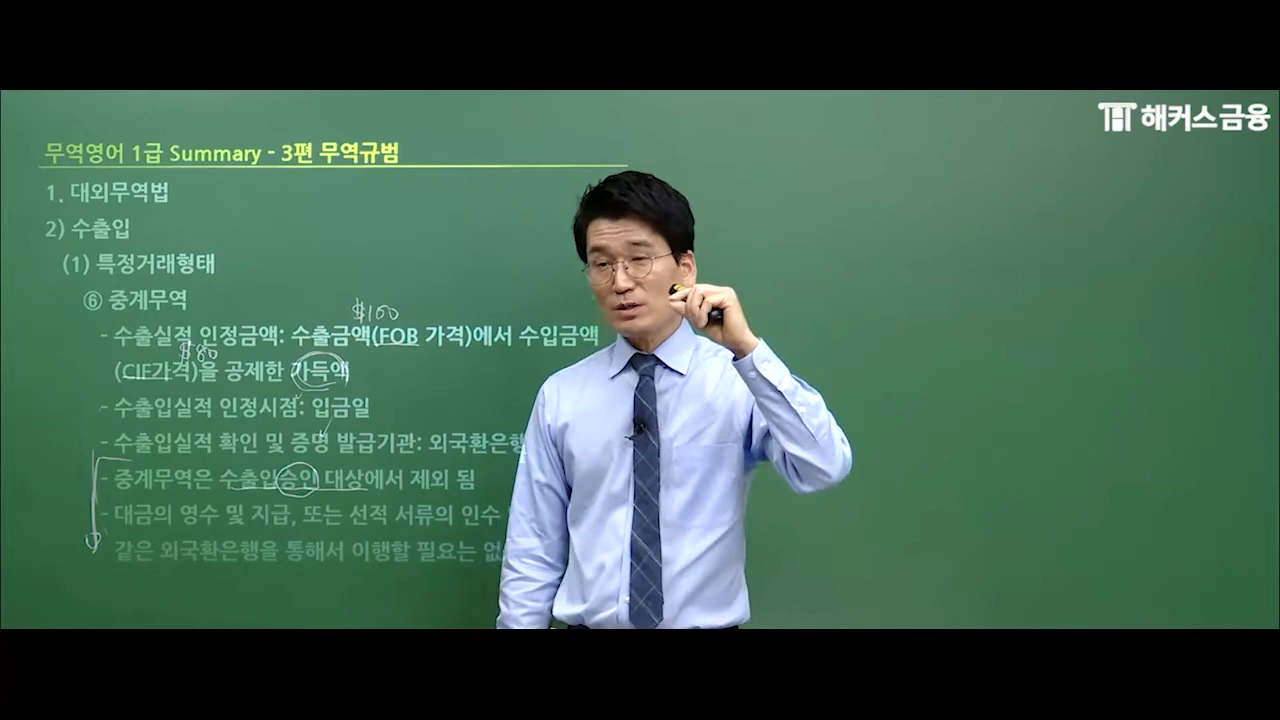 해커스금융
무역영어 1급 Summary - 3편 무역규범
1. 대외무역법
2) 수출입
(1) 특정거래형태
⑥ 중계무역
$100
- 수출실적 인정금액: 수출금액(FOB 가격)에서 수입금액
$80
(CIF가격)을 공제한 가득액
- 수출입실적 인정시점: 입금일
- 수출입실적 확인 및 증명 발급기관: 외국환은행
- 중계무역은 수출입승인 대상에서 제외 됨
- 대금의 영수 및 지급, 또는 선적 서류의 인수
같은 외국환은행을 통해서 이행할 필요는